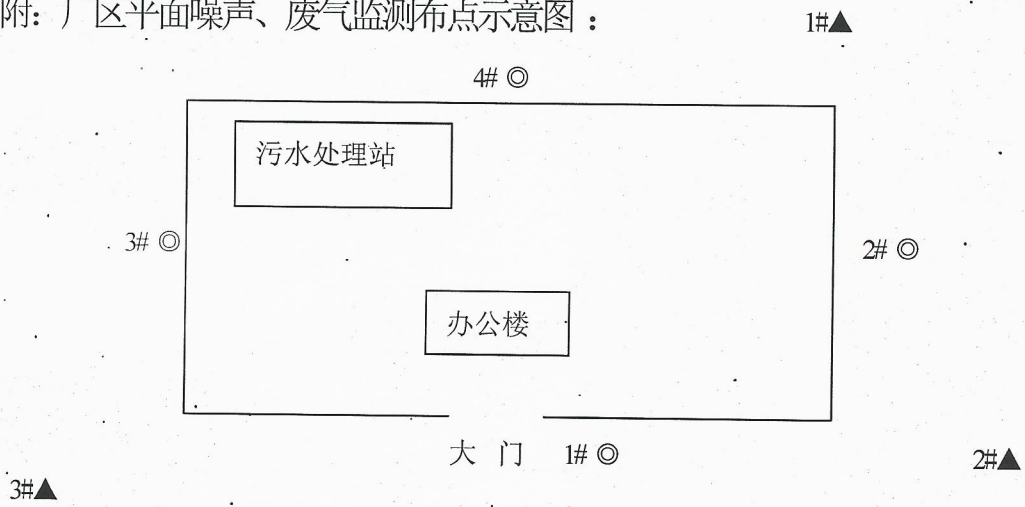 附：厂区平面噪声、废气监测布点示意图：
1#▲
4# ◎
污水处理站
3# ◎
2# ◎
办公楼
大 门 1# ◎
2#▲
3#▲